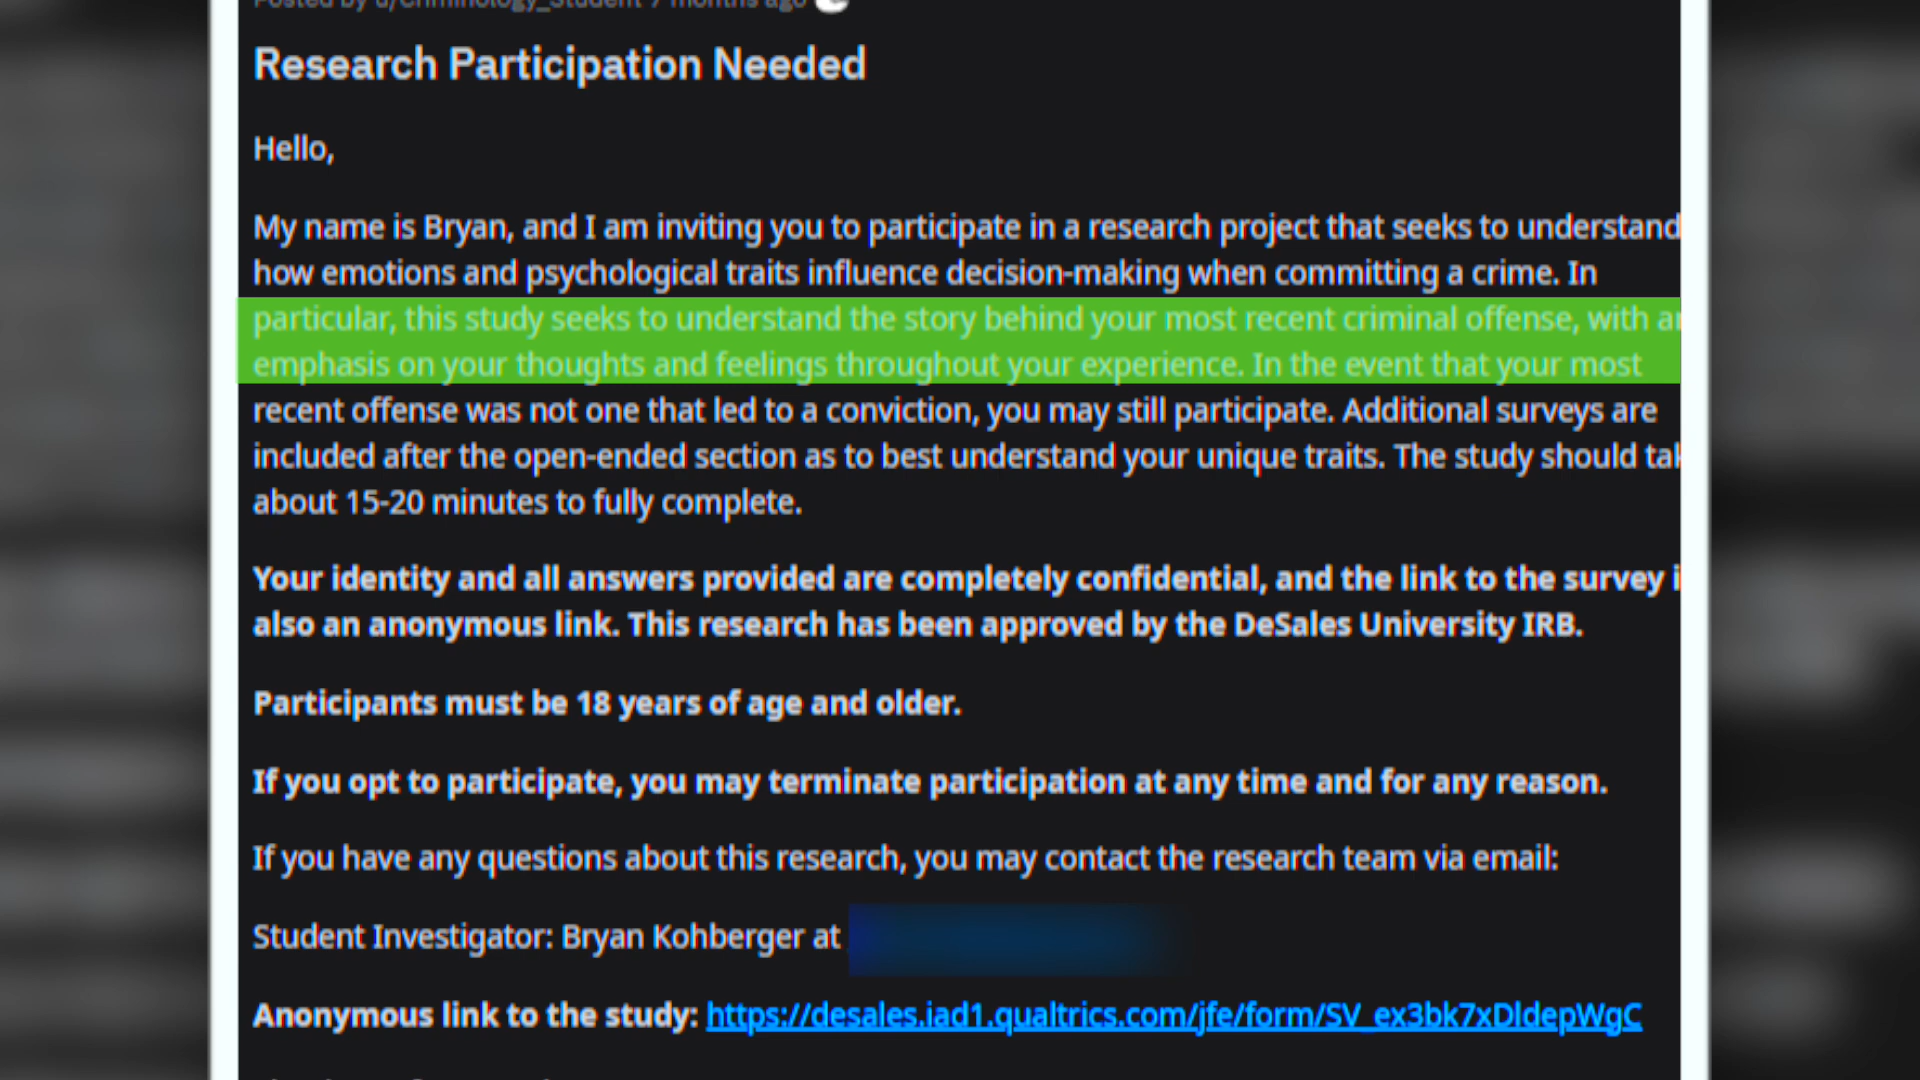 Posted by u/Criminology_Student 7 months ago
Research Participation Needed
Hello,
My name is Bryan, and I am inviting you to participate in a research project that seeks to understand
how emotions and psychological traits influence decision-making when committing a crime. In
particular, this study seeks to understand the story behind your most recent criminal offense, with
emphasis on your thoughts and feelings throughout your experience. In the event that your most
recent offense was not one that led to a conviction, you may still participate. Additional surveys are
included after the open-ended section as to best understand your unique traits. The study should
about 15-20 minutes to fully complete.
Your identity and all answers provided are completely confidential, and the link to the survey
also an anonymous link. This research has been approved by the DeSales University IRB.
Participants must be 18 years of age and older.
If you opt to participate, you may terminate participation at any time and for any reason.
If you have any questions about this research, you may contact the research team via email:
Student Investigator: Bryan Kohberger at
Anonymous link to the study: https://desales.iad1.qualtrics.com/jfe/form/SV_ex3bk7xDldepWgC